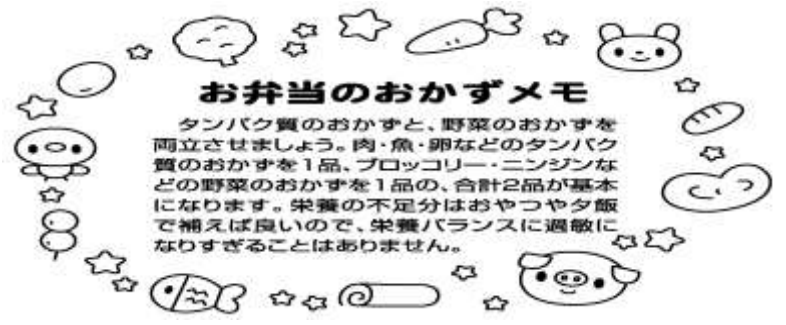 お弁当のおかずメモ
タンパク質のおかずと、野菜のおかずを
両立させましょう。肉・魚・卵などのタンパク
質のおかずを1品、ブロッコリー・ニンジンな
どの野菜のおかずを1品の、合計2品が基本
になります。栄養の不足分はおやつや夕飯
で補えば良いので、栄養バランスに過敏に
なりすぎることはありません。